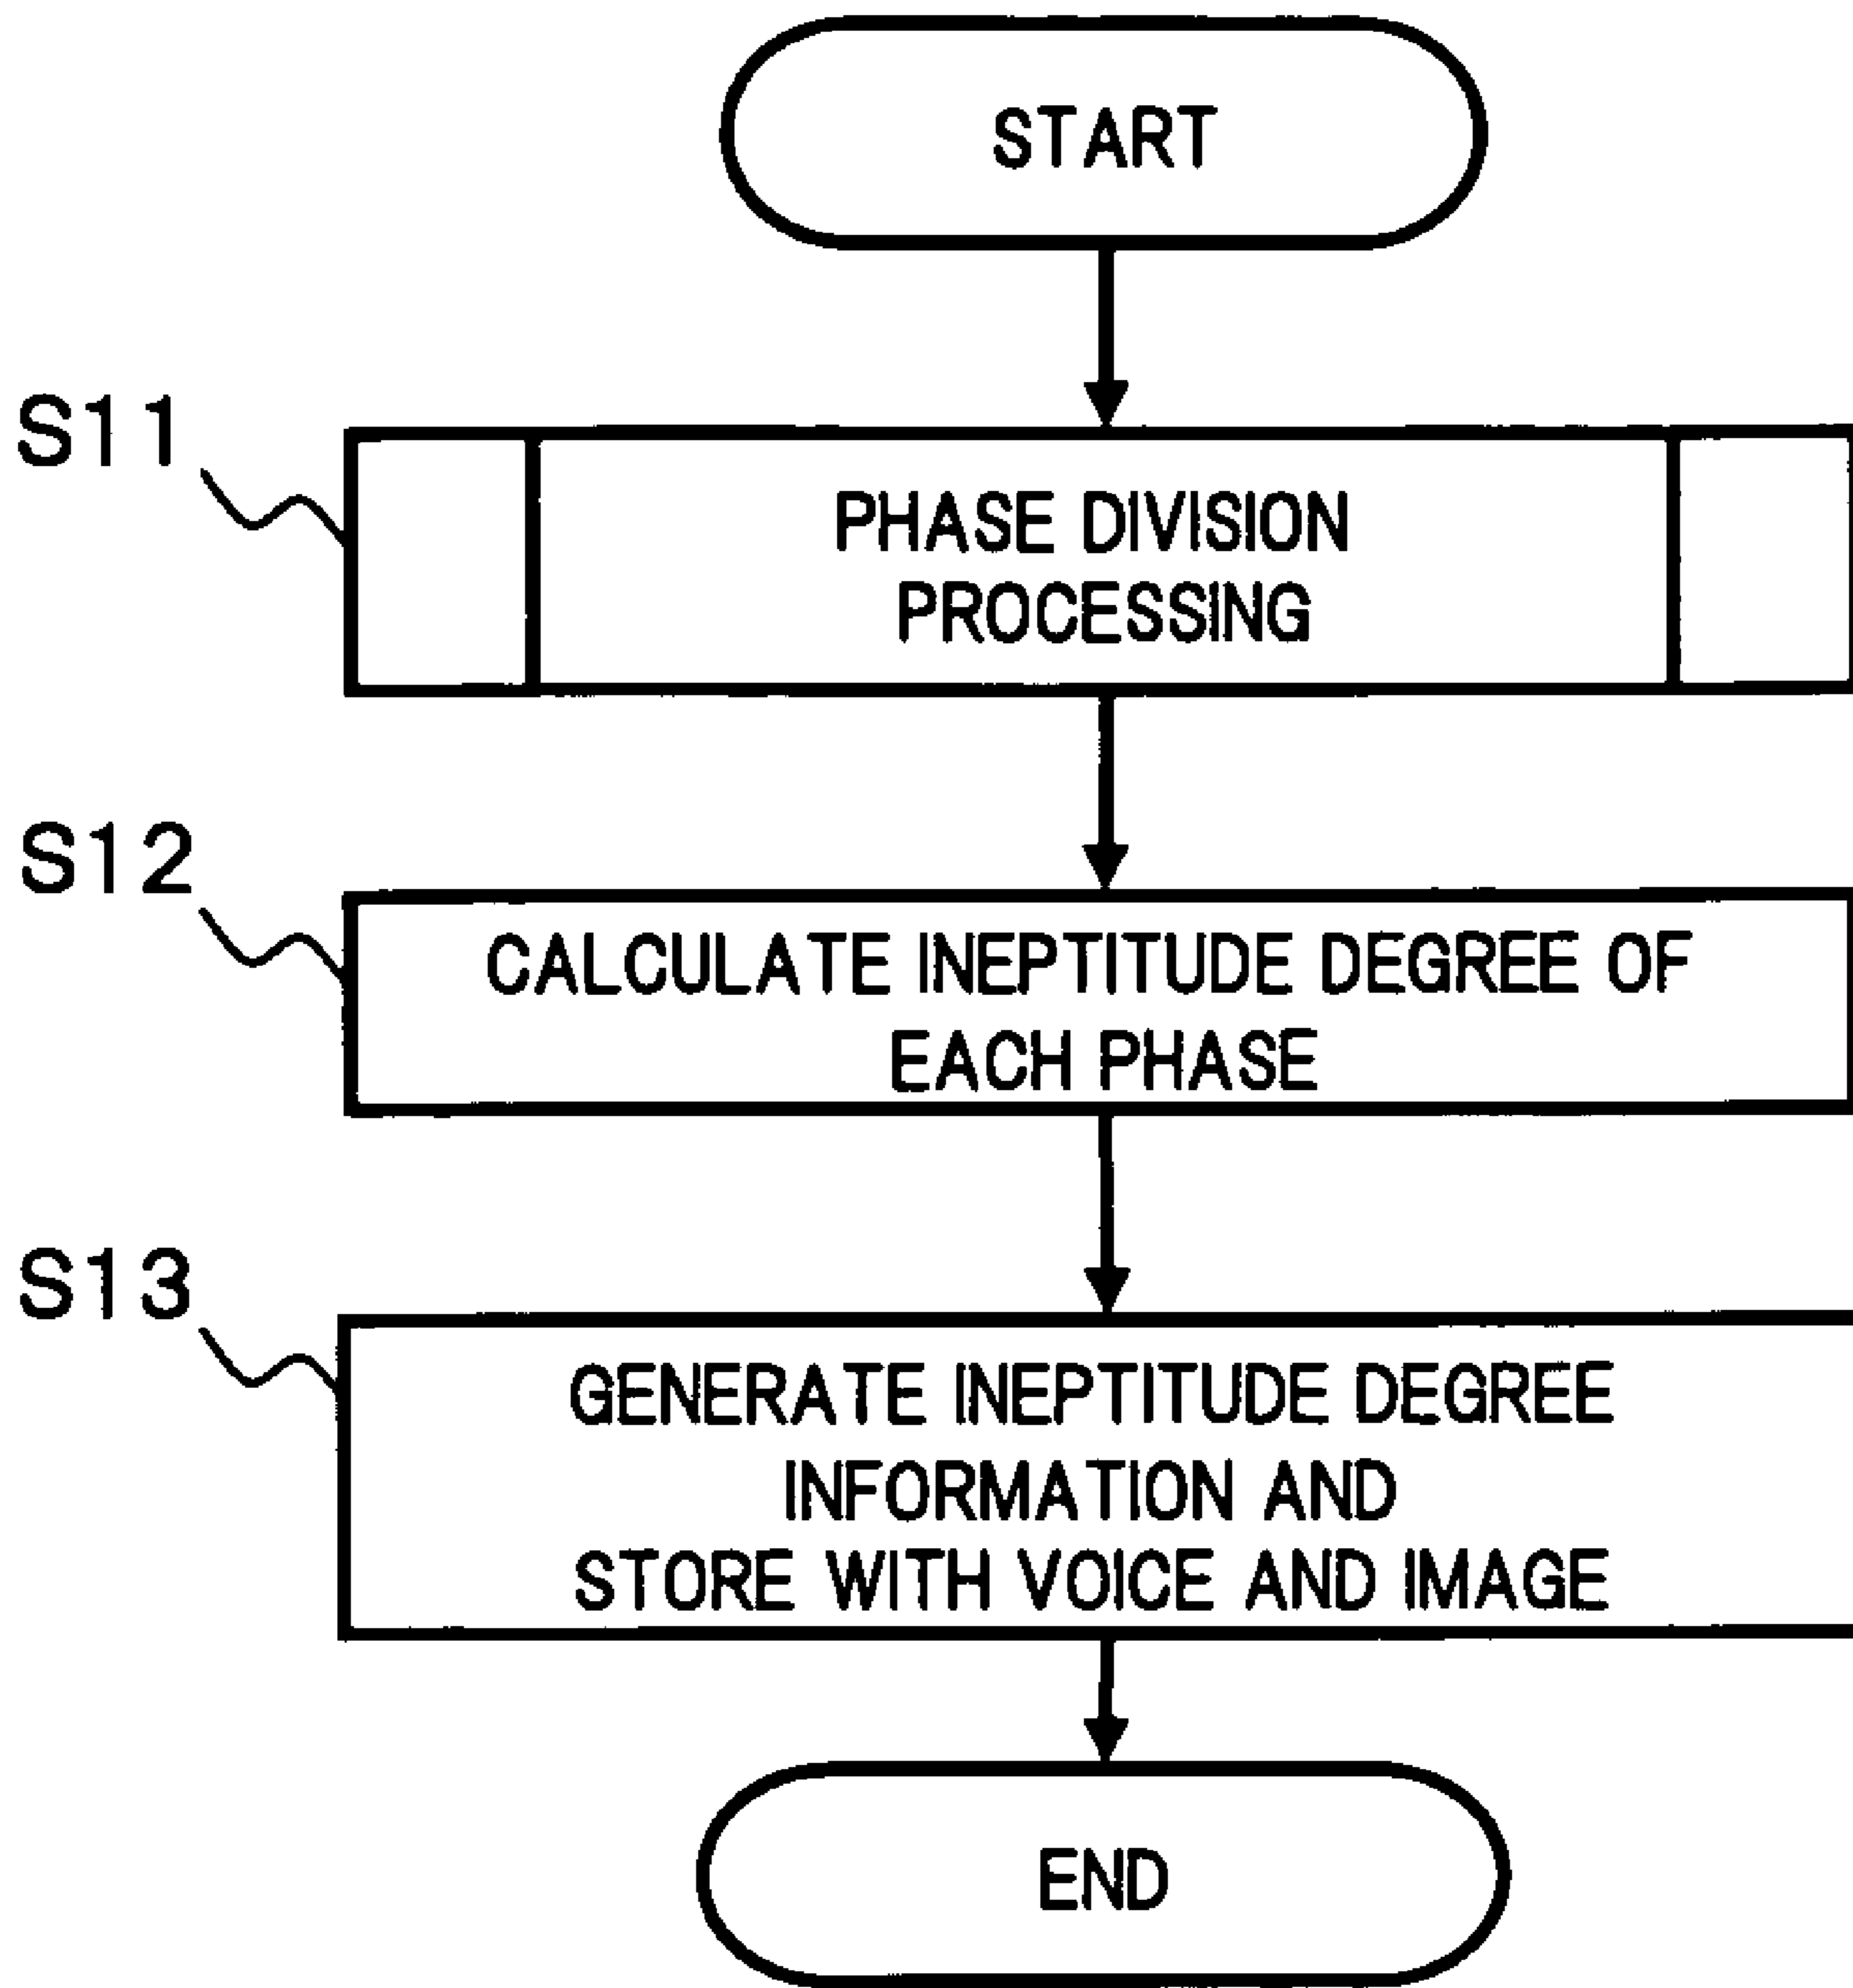 START
S11
PHASE DIVISION
PROCESSING
S12
CALCULATE INEPTITUDE DEGREE OF
EACH PHASE
S13
GENERATE INEPTITUDE DEGREE
INFORMATION AND
STORE WITH VOICE AND IMAGE
END